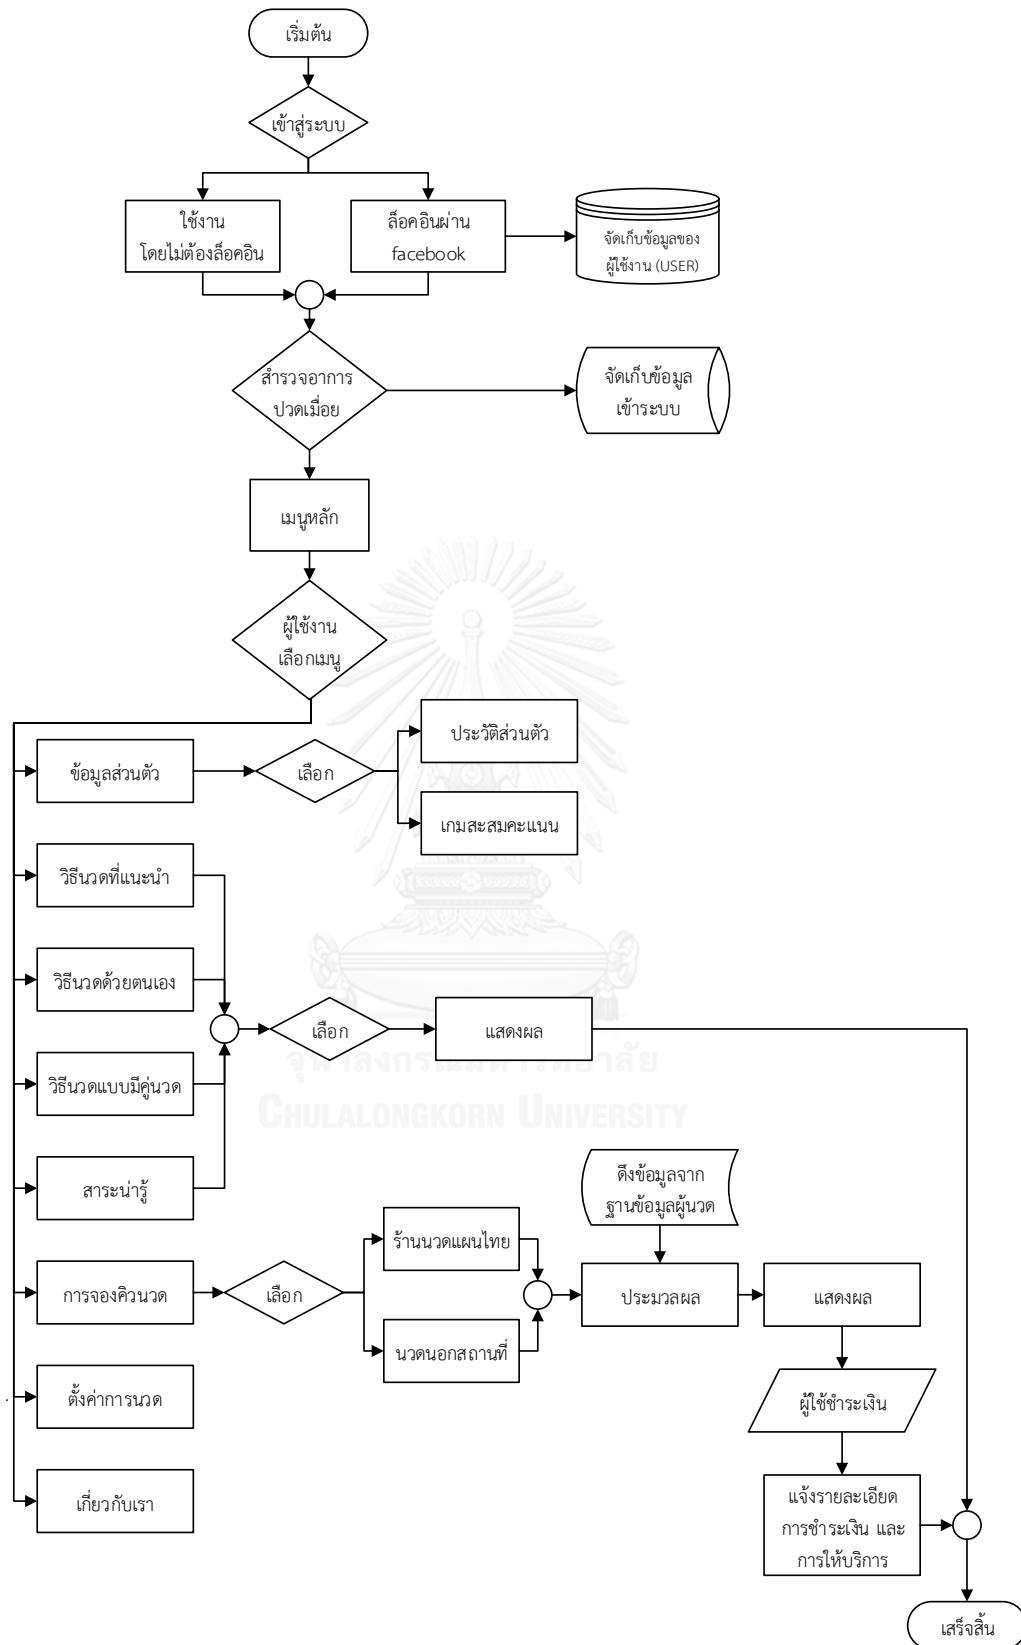 เริ่มต้น
เข้าสู่ระบบ
ใช้งาน
โดยไม่ต้องล็อคอิน
ล็อคอินผ่าน
facebook
จัดเก็บข้อมูลของ
ผู้ใช้งาน (USER)
สำรวจอาการ
ปวดเมื่อย
จัดเก็บข้อมูล
เข้าระบบ
เมนูหลัก
ผู้ใช้งาน
เลือกเมนู
ข้อมูลส่วนตัว
เลือก
ประวัติส่วนตัว
เกมสะสมคะแนน
วิธีนวดที่แนะนำ
วิธีนวดด้วยตนเอง
เลือก
แสดงผล
จุฬาลงกรณ์มหาวิทยาลัย
CHULALONGKORN UNIVERSITY
วิธีนวดแบบมีคู่นวด
สาระน่ารู้
ดึงข้อมูลจาก
ฐานข้อมูลผู้นวด
การจองคิวนวด
เลือก
ร้านนวดแผนไทย
นวดนอกสถานที่
ประมวลผล
แสดงผล
ตั้งค่าการนวด
ผู้ใช้ชำระเงิน
เกี่ยวกับเรา
แจ้งรายละเอียด
การชำระเงิน และ
การให้บริการ
เสร็จสิ้น